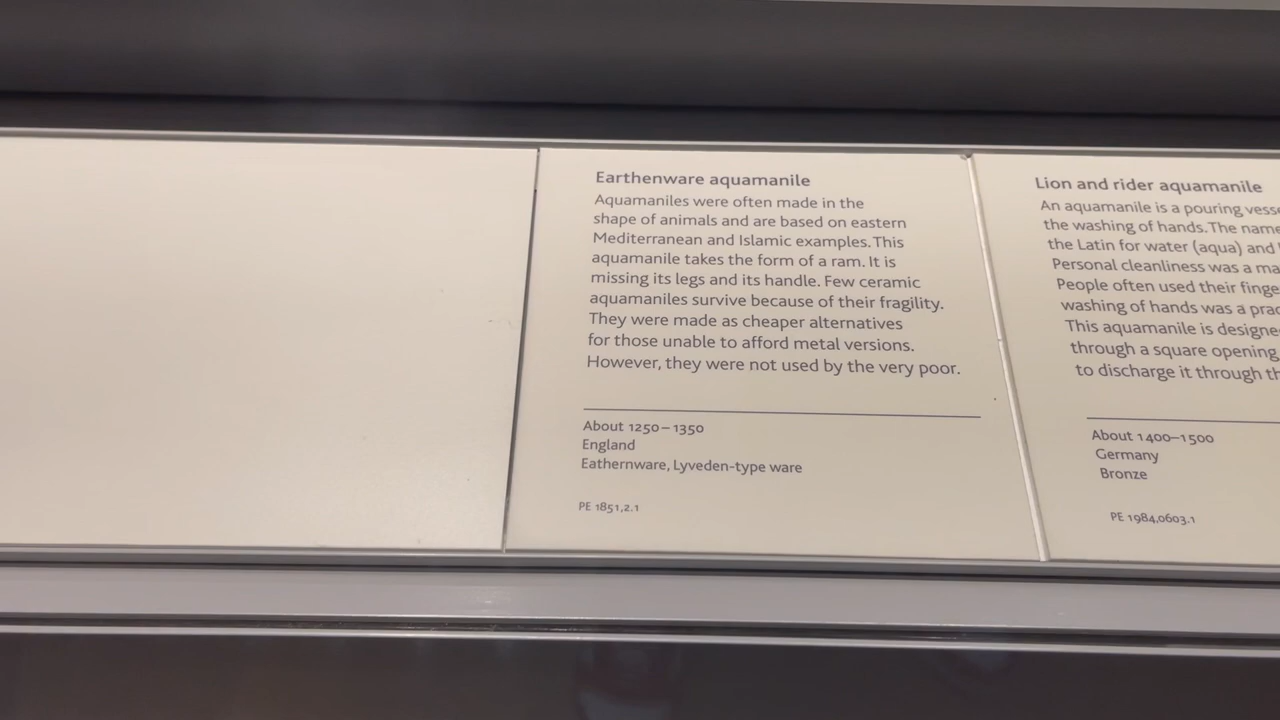 Earthenware aquamanile
Aquamaniles were often made in the
shape of animals and are based on eastern
Mediterranean and Islamic examples. This
aquamanile takes the form of a ram. It is
missing its legs and its handle. Few ceramic
aquamaniles survive because of their fragility.
They were made as cheaper alternatives
for those unable to afford metal versions.
However, they were not used by the very poor.
About 1250–1350
England
Eathernware, Lyveden-type ware
PE 1851,2.1
Lion and rider aquamanile
An aquamanile is a pouring
the washing of hands. The name
the Latin for water (aqua) and
Personal cleanliness was a
People often used their
washing of hands was a
This aquamanile is
through a square opening
to discharge it through
About 1400–1500
Germany
Bronze
PE 1984,0603.1